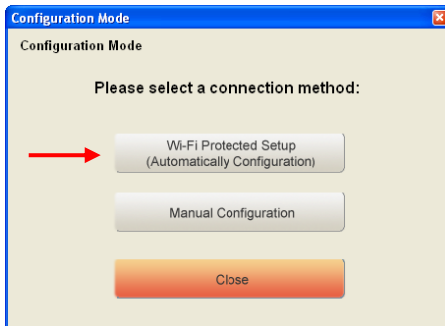 Configuration Mode
Configuration Mode
Please select a connection method:
Wi-Fi Protected Setup
(Automatically Configuration)
Manual Configuration
Close